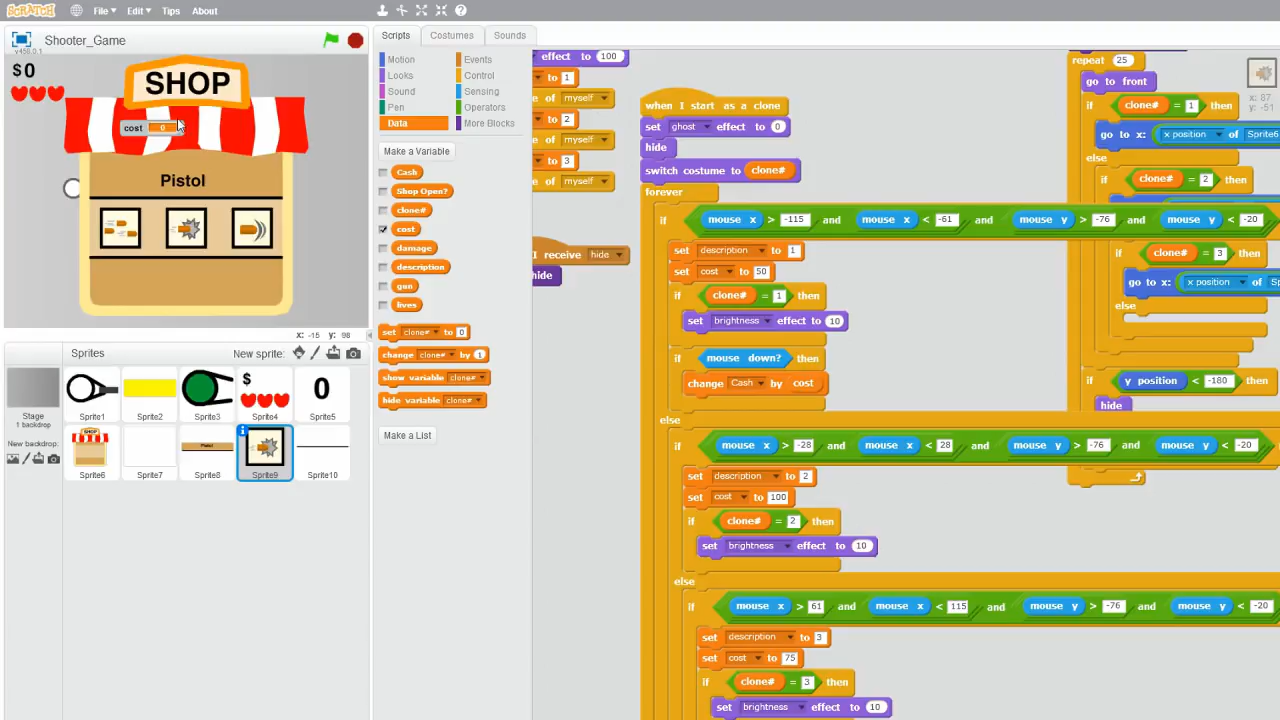 SCRATCH File Edit Tips About
Shooter_Game
v458.0.1
$0
SHOP
cost 0
Pistol
x: -15 y: 98
Sprites New sprite:
Stage
1 backdrop
New backdrop:
Sprite1 Sprite2 Sprite3 $ Sprite4 0 Sprite5
SHOP Sprite6 Sprite7 Pistol Sprite8 Sprite9 Sprite10
Scripts Costumes Sounds
Motion Events
Looks Control
Sound Sensing
Pen Operators
Data More Blocks
Make a Variable
Cash
Shop Open?
clone#
cost
damage
description
gun
lives
set clone# to 0
change clone# by 1
show variable clone#
hide variable clone#
Make a List
effect to 100
to 1
e of myself
to 2
e of myself
to 3
e of myself
I receive hide
hide
when I start as a clone
set ghost effect to 0
hide
switch costume to clone#
forever
if mouse x > -115 and mouse x < -61 and mouse y > -76 and mouse y < -20
set description to 1
set cost to 50
if clone# = 1 then
set brightness effect to 10
if mouse down? then
change Cash by cost
else
if mouse x > -28 and mouse x < 28 and mouse y > -76 and mouse y < -20
set description to 2
set cost to 100
if clone# = 2 then
set brightness effect to 10
else
if mouse x > 61 and mouse x < 115 and mouse y > -76 and mouse y < -20
set description to 3
set cost to 75
if clone# = 3 then
set brightness effect to 10
repeat 25
go to front
if clone# = 1 then
go to x: x position of Sprite6
else
if clone# = 2 then
if clone# = 3 then
go to x: x position of Sp
else
if y position < -180 then
hide
x: 87
y: -51